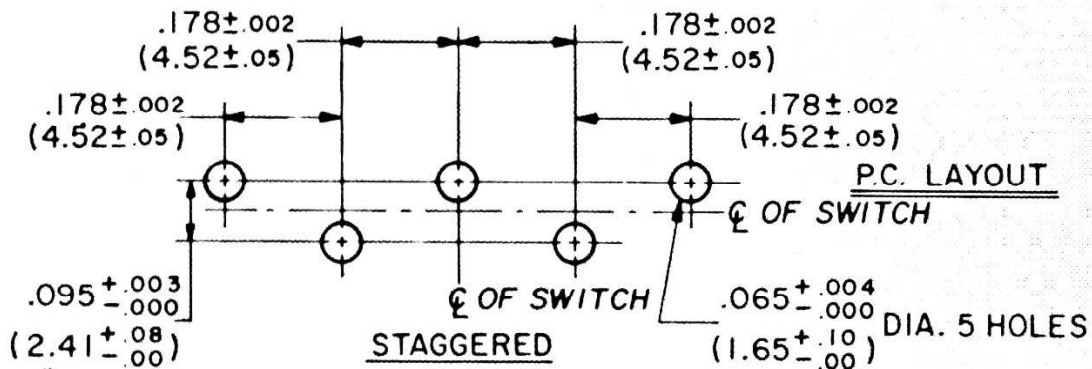 .178±.002
(4.52±.05)
.178±.002
(4.52±.05)
.178±.002
(4.52±.05)
.178±.002
(4.52±.05)
P.C. LAYOUT
℄ OF SWITCH
℄ OF SWITCH
.095 +.003 -.000
(2.41 +.08 -.00)
STAGGERED
.065 +.004 -.000 DIA. 5 HOLES
(1.65 +.10 -.00)